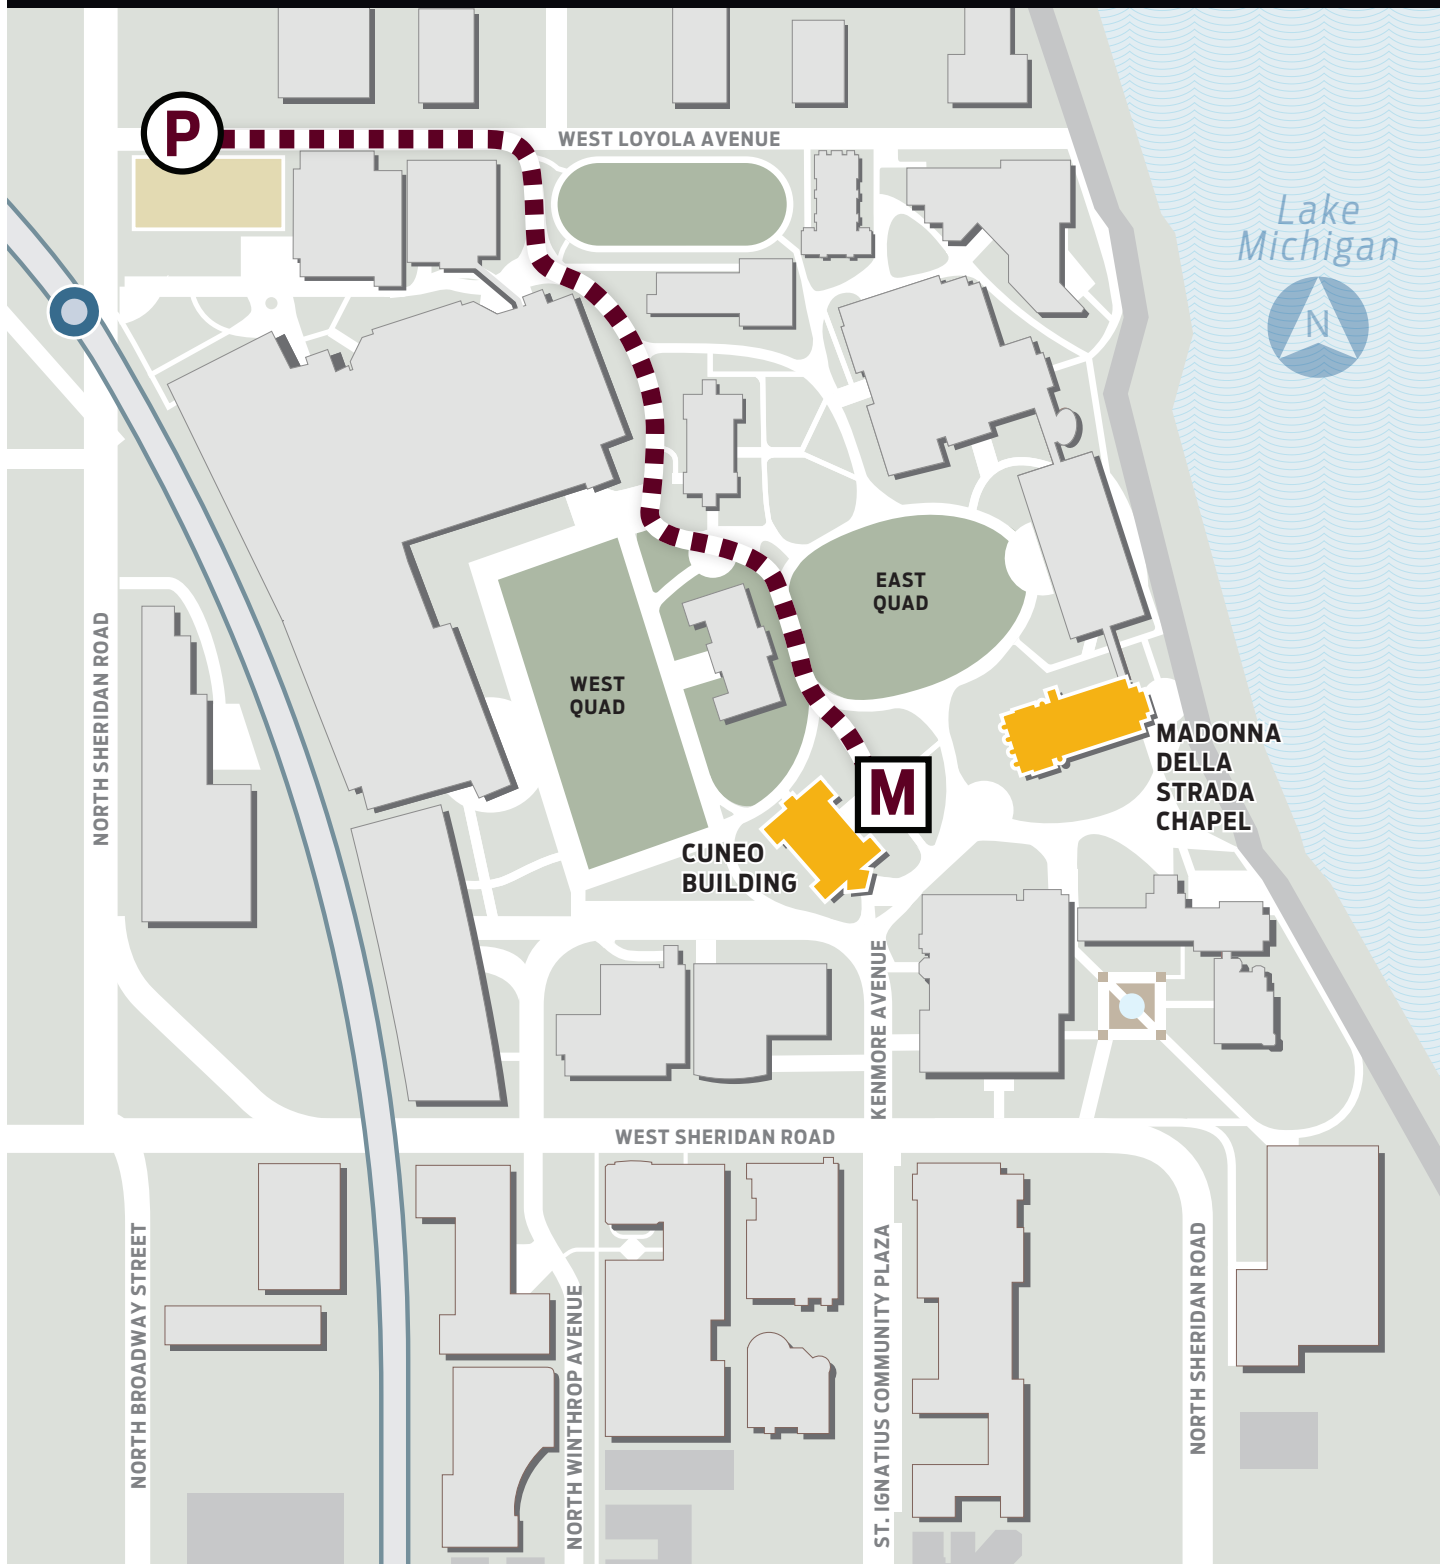 P
WEST LOYOLA AVENUE
Lake
Michigan
N
EAST
QUAD
WEST
QUAD
NORTH SHERIDAN ROAD
MADONNA
DELLA
STRADA
CHAPEL
M
CUNEO
BUILDING
KENMORE AVENUE
WEST SHERIDAN ROAD
NORTH BROADWAY STREET
NORTH WINTHROP AVENUE
ST. IGNATIUS COMMUNITY PLAZA
NORTH SHERIDAN ROAD